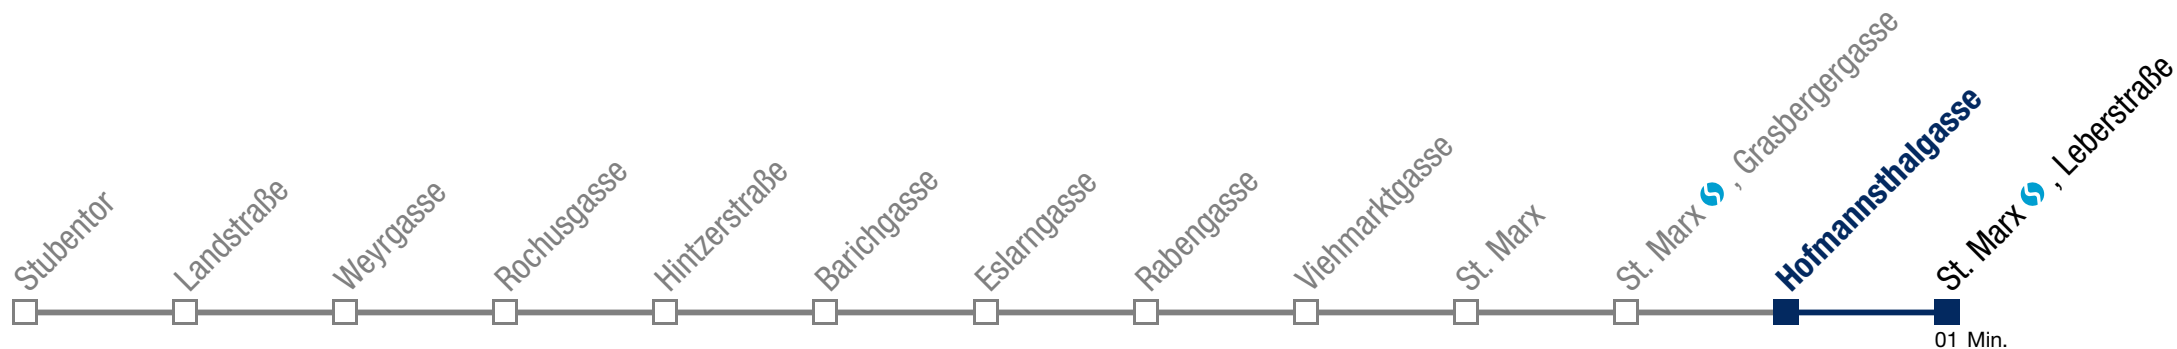 Stubentor
Landstraße
Weyrgasse
Rochusgasse
Hintzerstraße
Barichgasse
Eslarngasse
Rabengasse
Viehmarktgasse
St. Marx
St. Marx , Grasbergergasse
Hofmannsthalgasse
St. Marx , Leberstraße
01 Min.